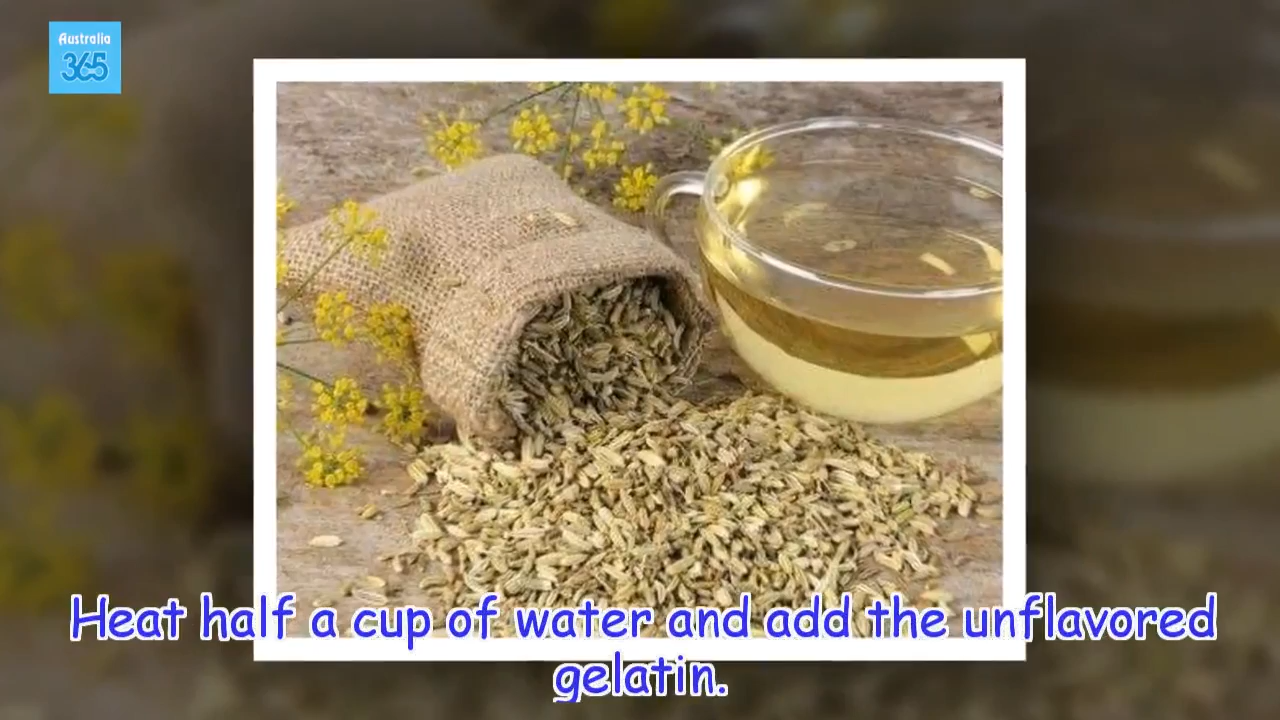 Australia
365
Heat half a cup of water and add the unflavored
gelatin.